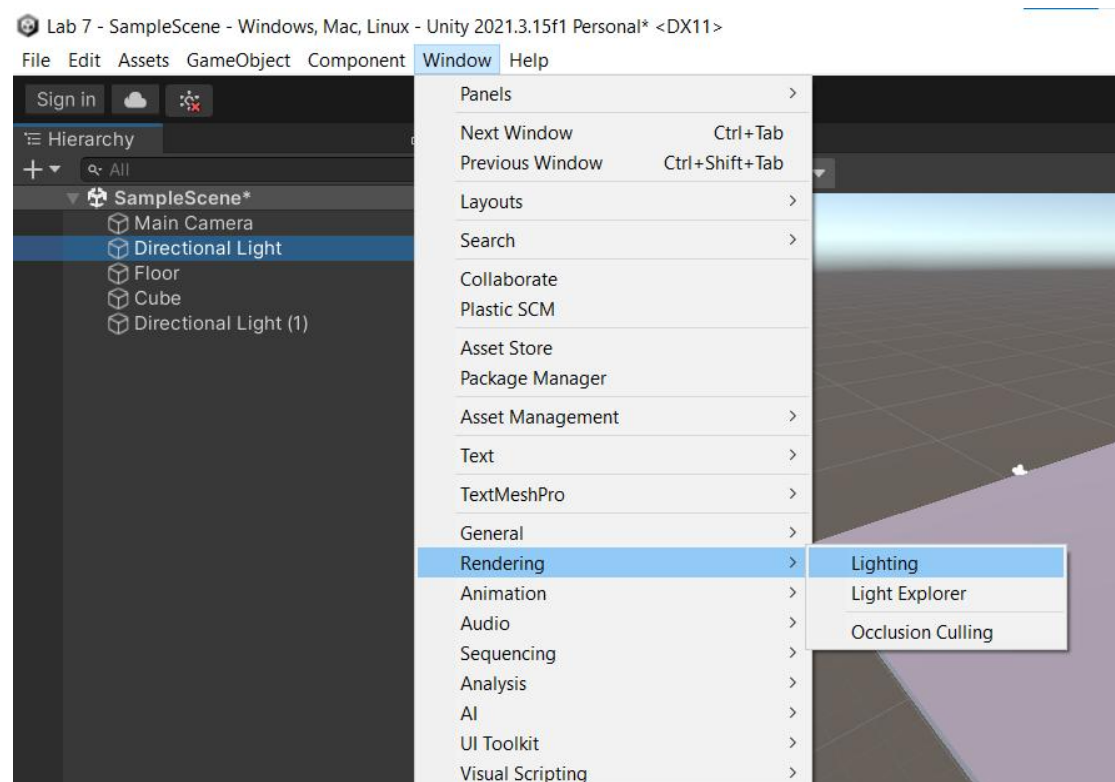 Lab 7 - SampleScene - Windows, Mac, Linux - Unity 2021.3.15f1 Personal* <DX11>
File Edit Assets GameObject Component Window Help
Sign in
Hierarchy
All
SampleScene*
Main Camera
Directional Light
Floor
Cube
Directional Light (1)
Panels
Next Window Ctrl+Tab
Previous Window Ctrl+Shift+Tab
Layouts
Search
Collaborate
Plastic SCM
Asset Store
Package Manager
Asset Management
Text
TextMeshPro
General
Rendering
Animation
Audio
Sequencing
Analysis
AI
UI Toolkit
Visual Scripting
Lighting
Light Explorer
Occlusion Culling